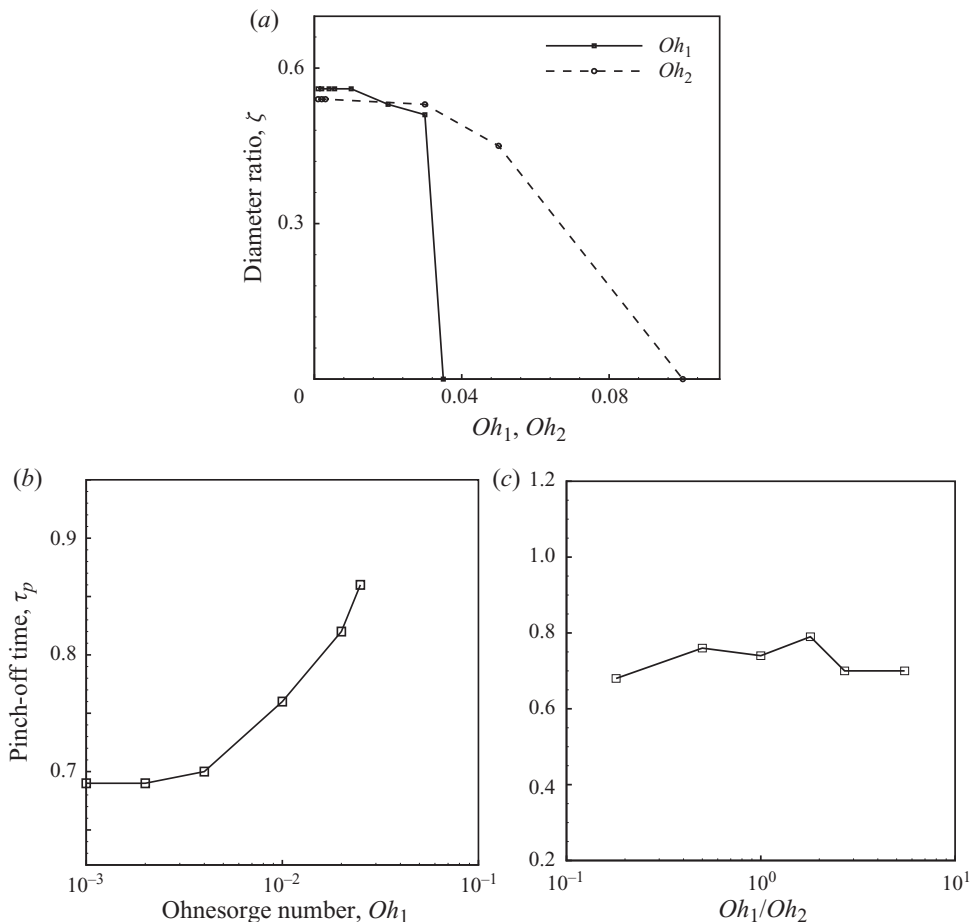 (a)
0.6
0.3
0
0.04
0.08
Diameter ratio, ζ
Oh₁
Oh₂
Oh₁, Oh₂
(b)
0.9
0.8
0.7
10⁻³
10⁻²
10⁻¹
Pinch-off time, τₚ
Ohnesorge number, Oh₁
(c)
1.2
1.0
0.8
0.6
0.4
0.2
10⁻¹
10⁰
10¹
Oh₁/Oh₂